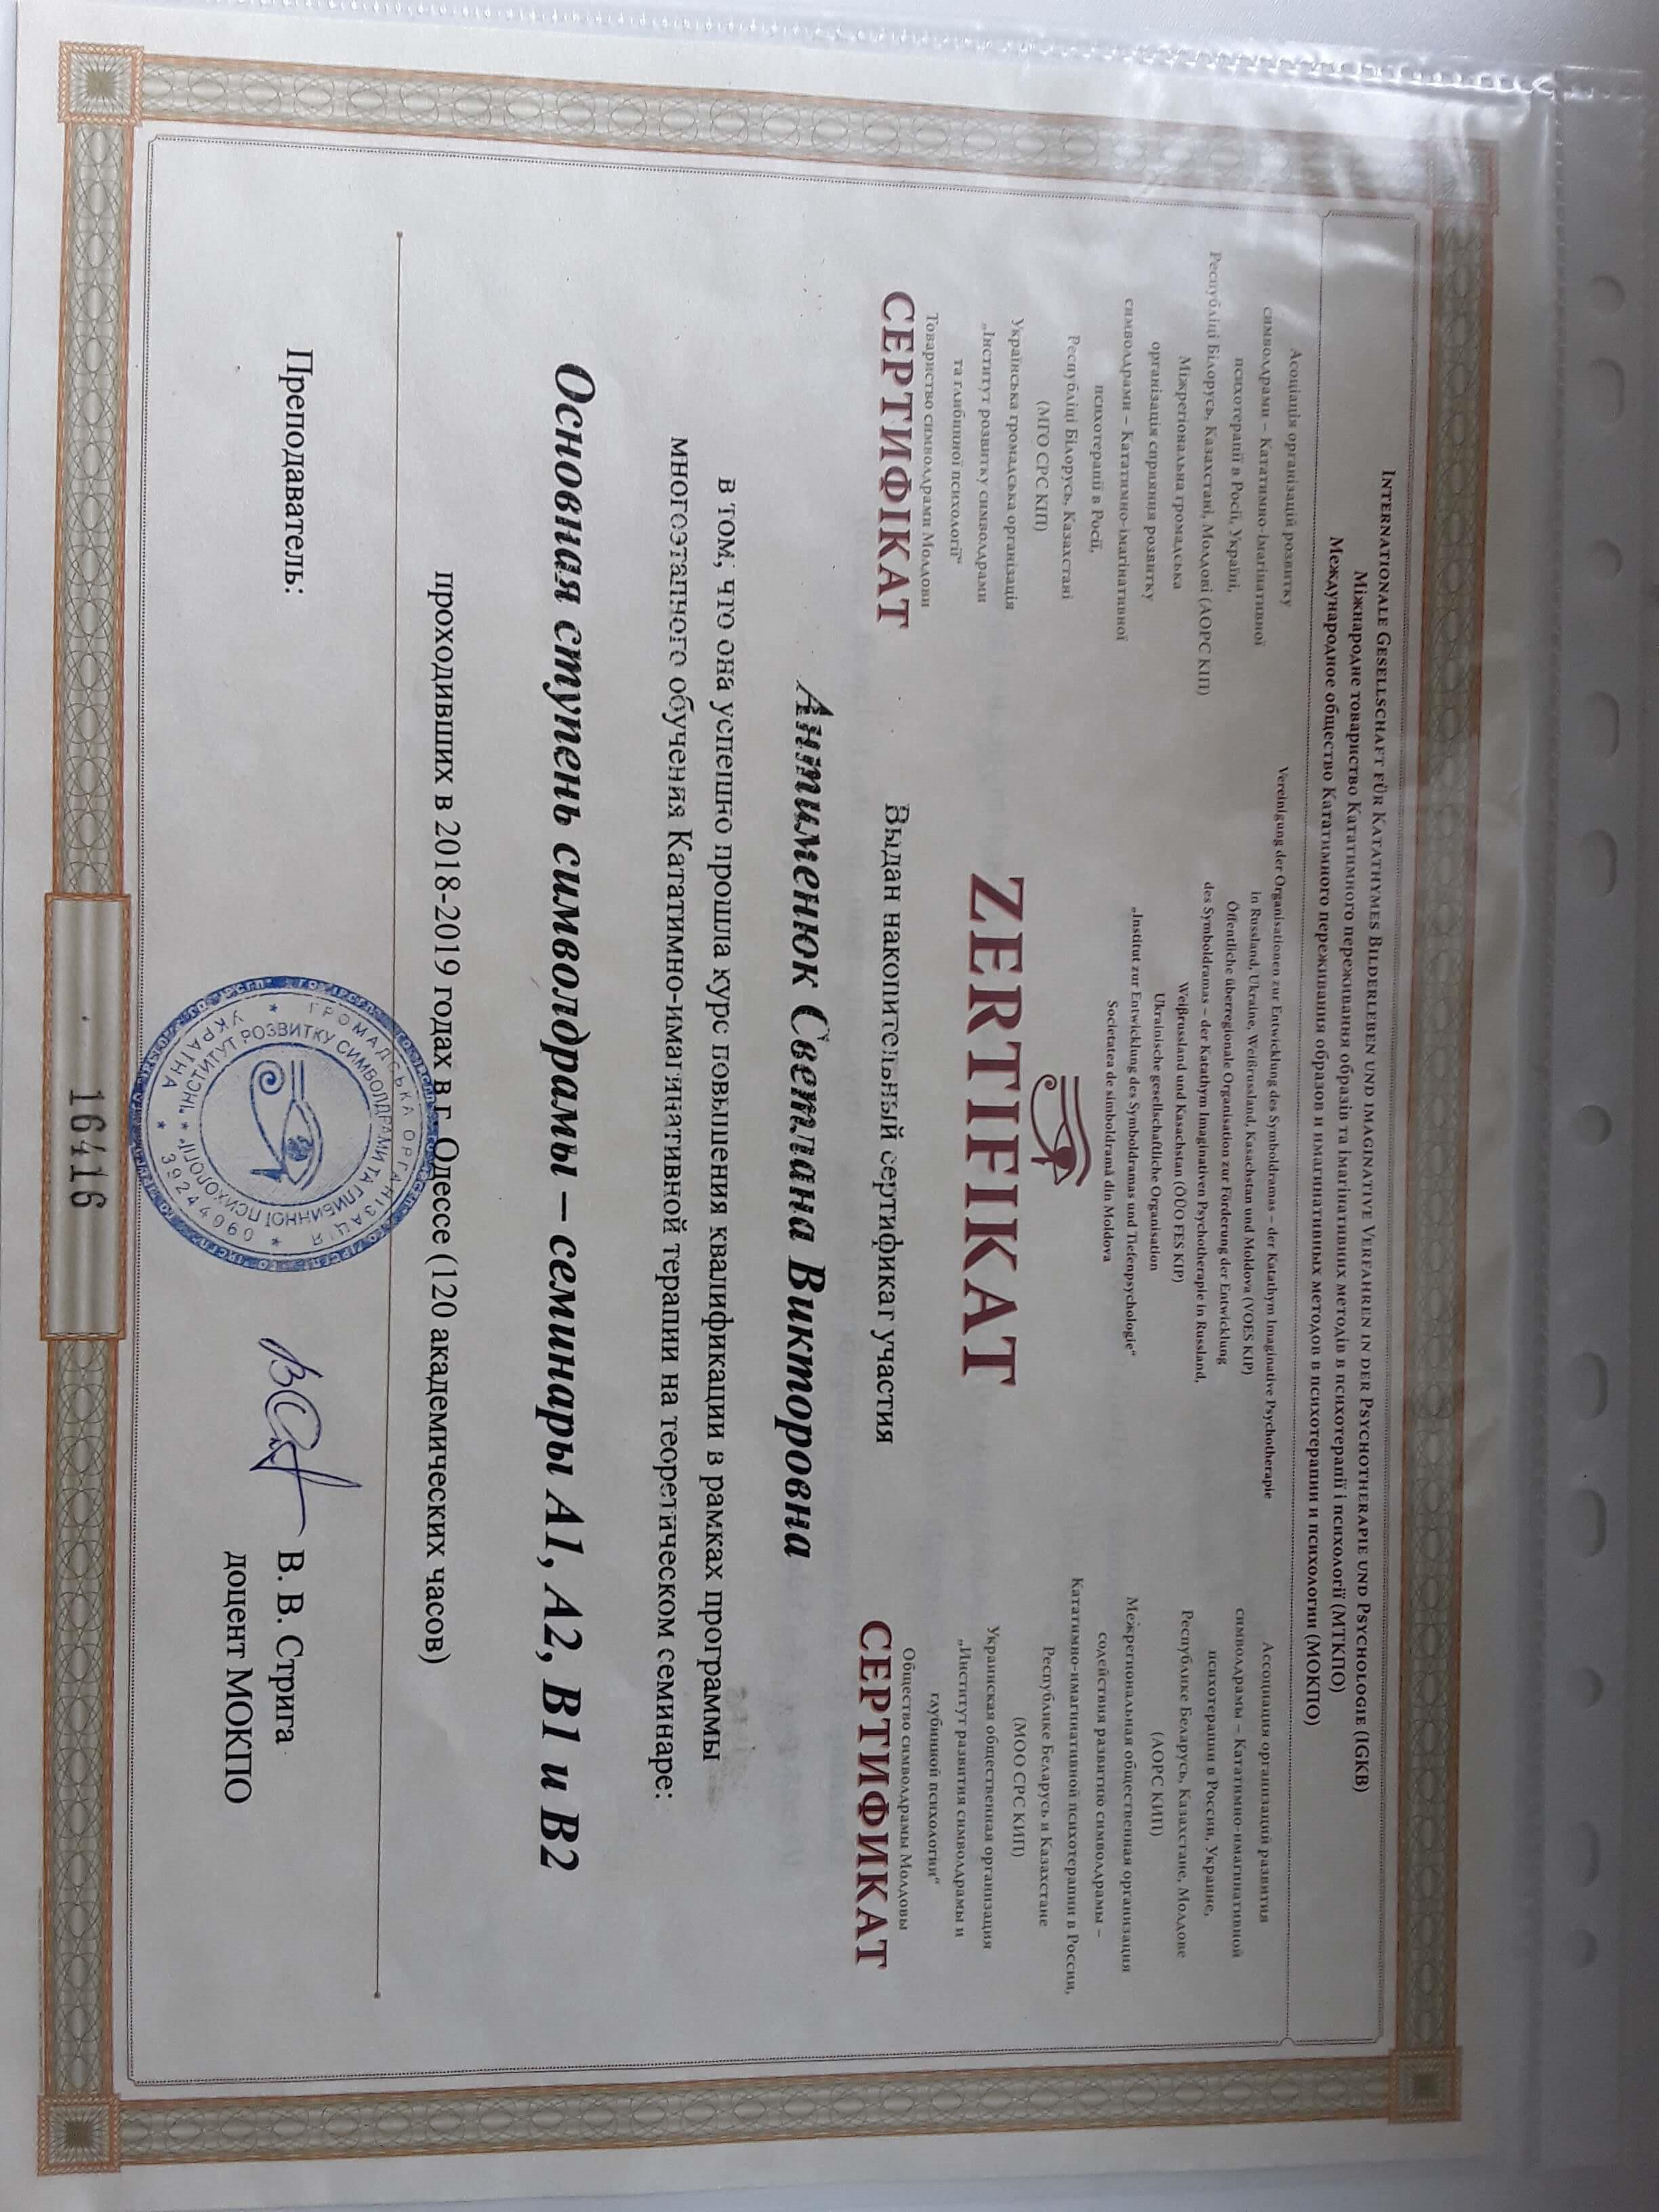 INTERNATIONALE GESELLSCHAFT FÜR KATATHYMES BILDERLEBEN UND IMAGINATIVE VERFAHREN IN DER PSYCHOTHERAPIE UND PSYCHOLOGIE (IGKB)
Міжнародне товариство Кататимного переживання образів та імагінативних методів в психотерапії і психології (МТКПО)
Международное общество Кататимного переживания образов и имагинативных методов в психотерапии и психологии (МОКПО)
Асоціація організацій розвитку
символдрами – Кататимно-імагінативної
психотерапії в Росії, Україні,
Республіці Білорусь, Казахстані, Молдові (АОРС КІП)
Міжрегіональна громадська
організація сприяння розвитку
символдрами – Кататимно-імагінативної
психотерапії в Росії,
Республіці Білорусь, Казахстані
(МГО СРС КІП)
Українська громадська організація
„Інститут розвитку символдрами
та глибинної психології“
Товариство символдрами Молдови
СЕРТИФІКАТ
Vereinigung der Organisationen zur Entwicklung des Symboldramas – der Katathym Imaginative Psychotherapie
in Russland, Ukraine, Weißrussland, Kasachstan und Moldova (VOES KIP)
Öffentliche überregionale Organisation zur Förderung der Entwicklung
des Symboldramas – der Katathym Imaginativen Psychotherapie in Russland,
Weißrussland und Kasachstan (ÖÜO FES KIP)
Ukrainische gesellschaftliche Organisation
„Institut zur Entwicklung des Symboldramas und Tiefenpsychologie“
Societatea de simboldramă din Moldova
ZERTIFIKAT
Ассоциация организаций развития
символдрамы – Кататимно-имагинативной
психотерапии в России, Украине,
Республике Беларусь, Казахстане, Молдове
(АОРС КИП)
Межрегиональная общественная организация
содействия развитию символдрамы –
Кататимно-имагинативной психотерапии в России,
Республике Беларусь и Казахстане
(МОО СРС КИП)
Украинская общественная организация
„Институт развития символдрамы и
глубинной психологии“
Общество символдрамы Молдовы
СЕРТИФИКАТ
Выдан накопительный сертификат участия
Антименюк Светлана Викторовна
в том, что она успешно прошла курс повышения квалификации в рамках программы
многоэтапного обучения Кататимно-имагинативной терапии на теоретическом семинаре:
Основная ступень символдрамы – семинары А1, А2, В1 и В2
проходивших в 2018-2019 годах в г. Одессе (120 академических часов)
Преподаватель:
В. В. Стрига
доцент МОКПО
ГРОМАДСЬКА ОРГАНІЗАЦІЯ
* УКРАЇНА * 39244060 *
"ІНСТИТУТ РОЗВИТКУ СИМВОЛДРАМИ ТА ГЛИБИННОЇ ПСИХОЛОГІЇ" *
16416